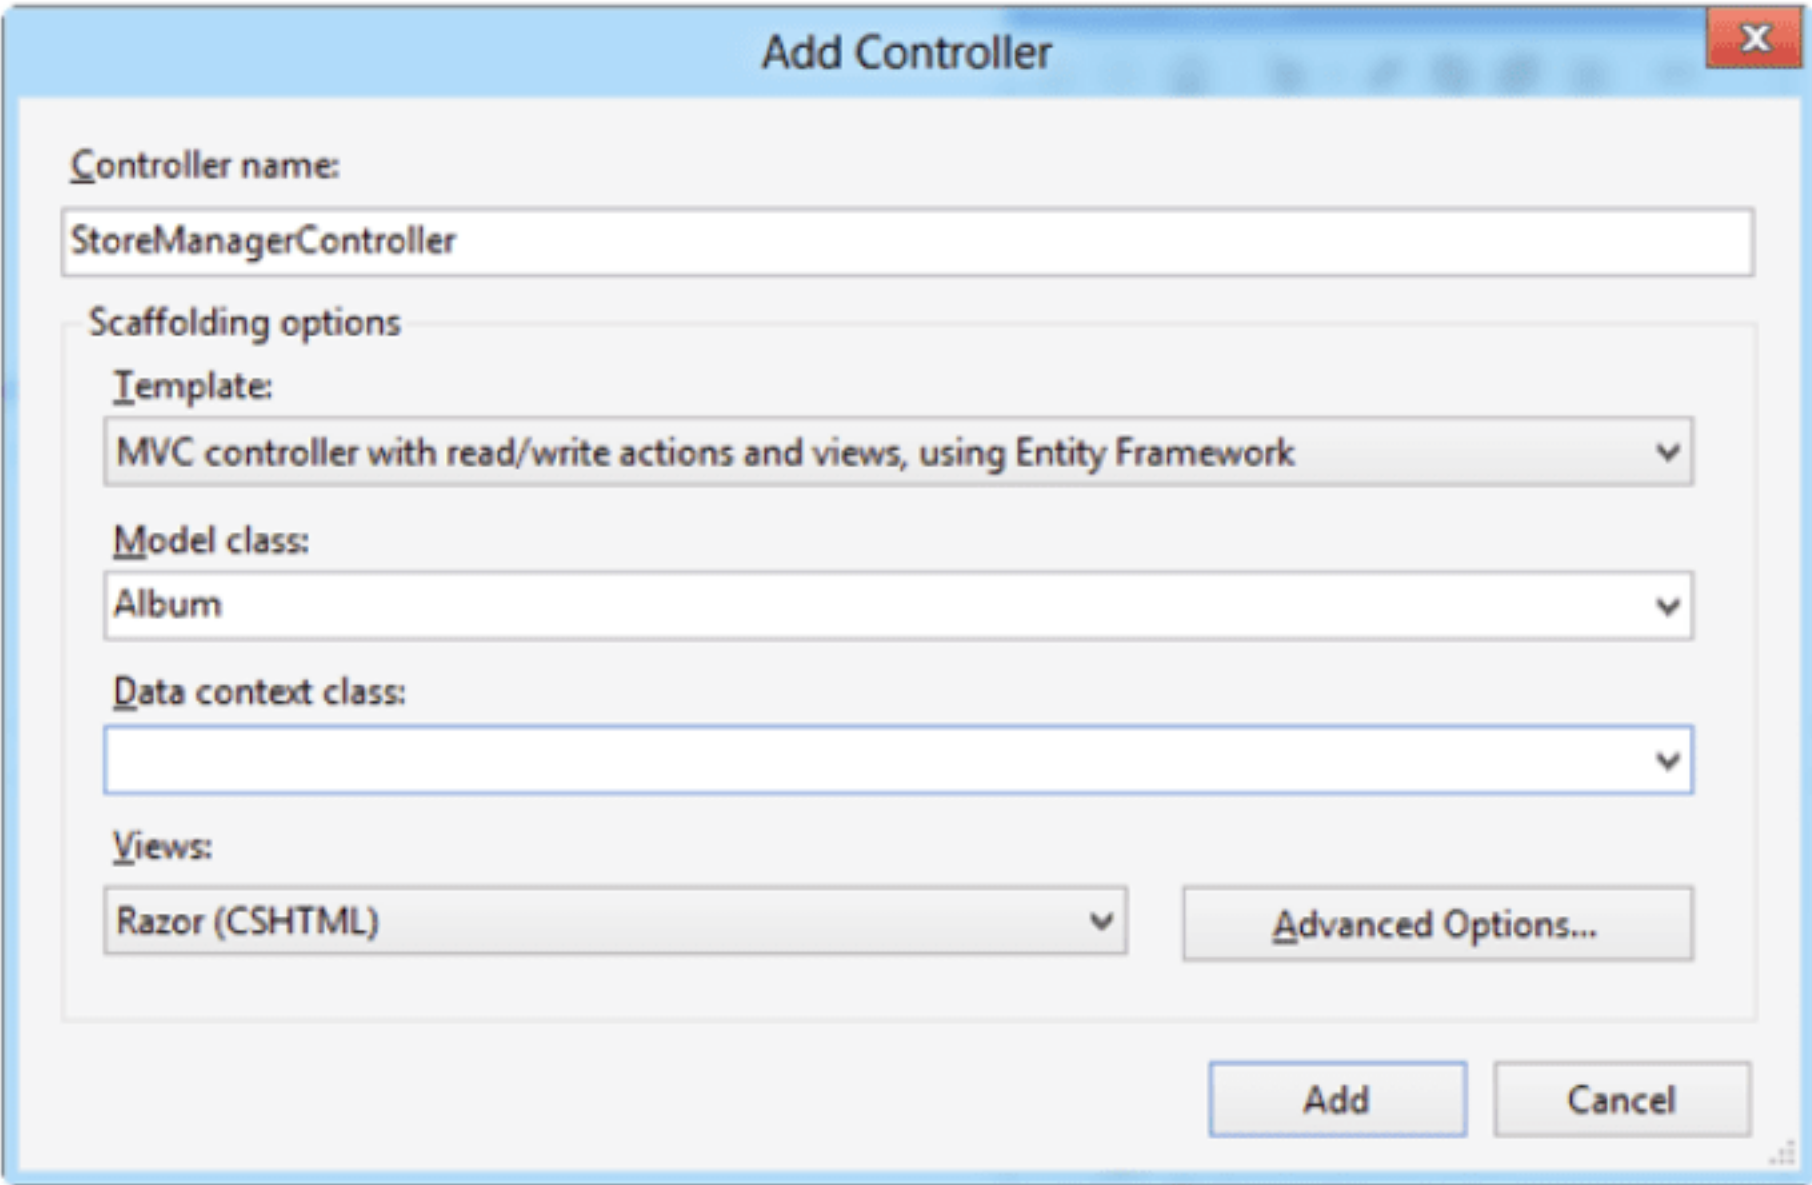 Add Controller
Controller name:
StoreManagerController
Scaffolding options
Template:
MVC controller with read/write actions and views, using Entity Framework
Model class:
Album
Data context class:
Views:
Razor (CSHTML)
Advanced Options...
Add
Cancel